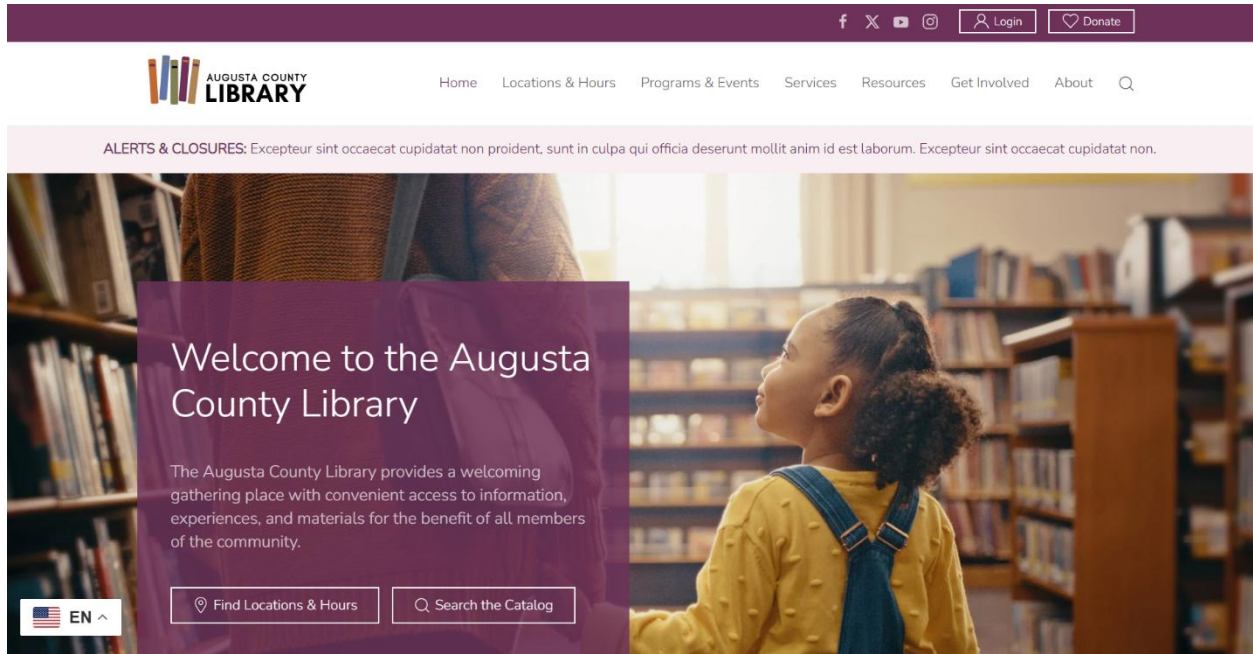 Login
Donate
AUGUSTA COUNTY
LIBRARY
Home Locations & Hours Programs & Events Services Resources Get Involved About
ALERTS & CLOSURES: Excepteur sint occaecat cupidatat non proident, sunt in culpa qui officia deserunt mollit anim id est laborum. Excepteur sint occaecat cupidatat non.
Welcome to the Augusta
County Library
The Augusta County Library provides a welcoming
gathering place with convenient access to information,
experiences, and materials for the benefit of all members
of the community.
Find Locations & Hours
Search the Catalog
EN